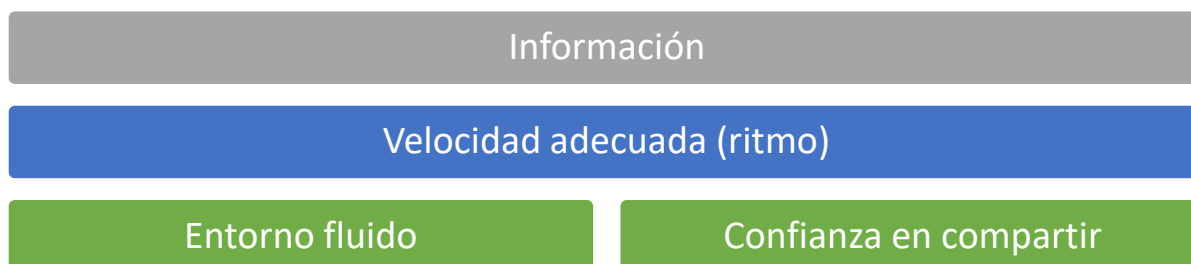 Información
Velocidad adecuada (ritmo)
Entorno fluido
Confianza en compartir